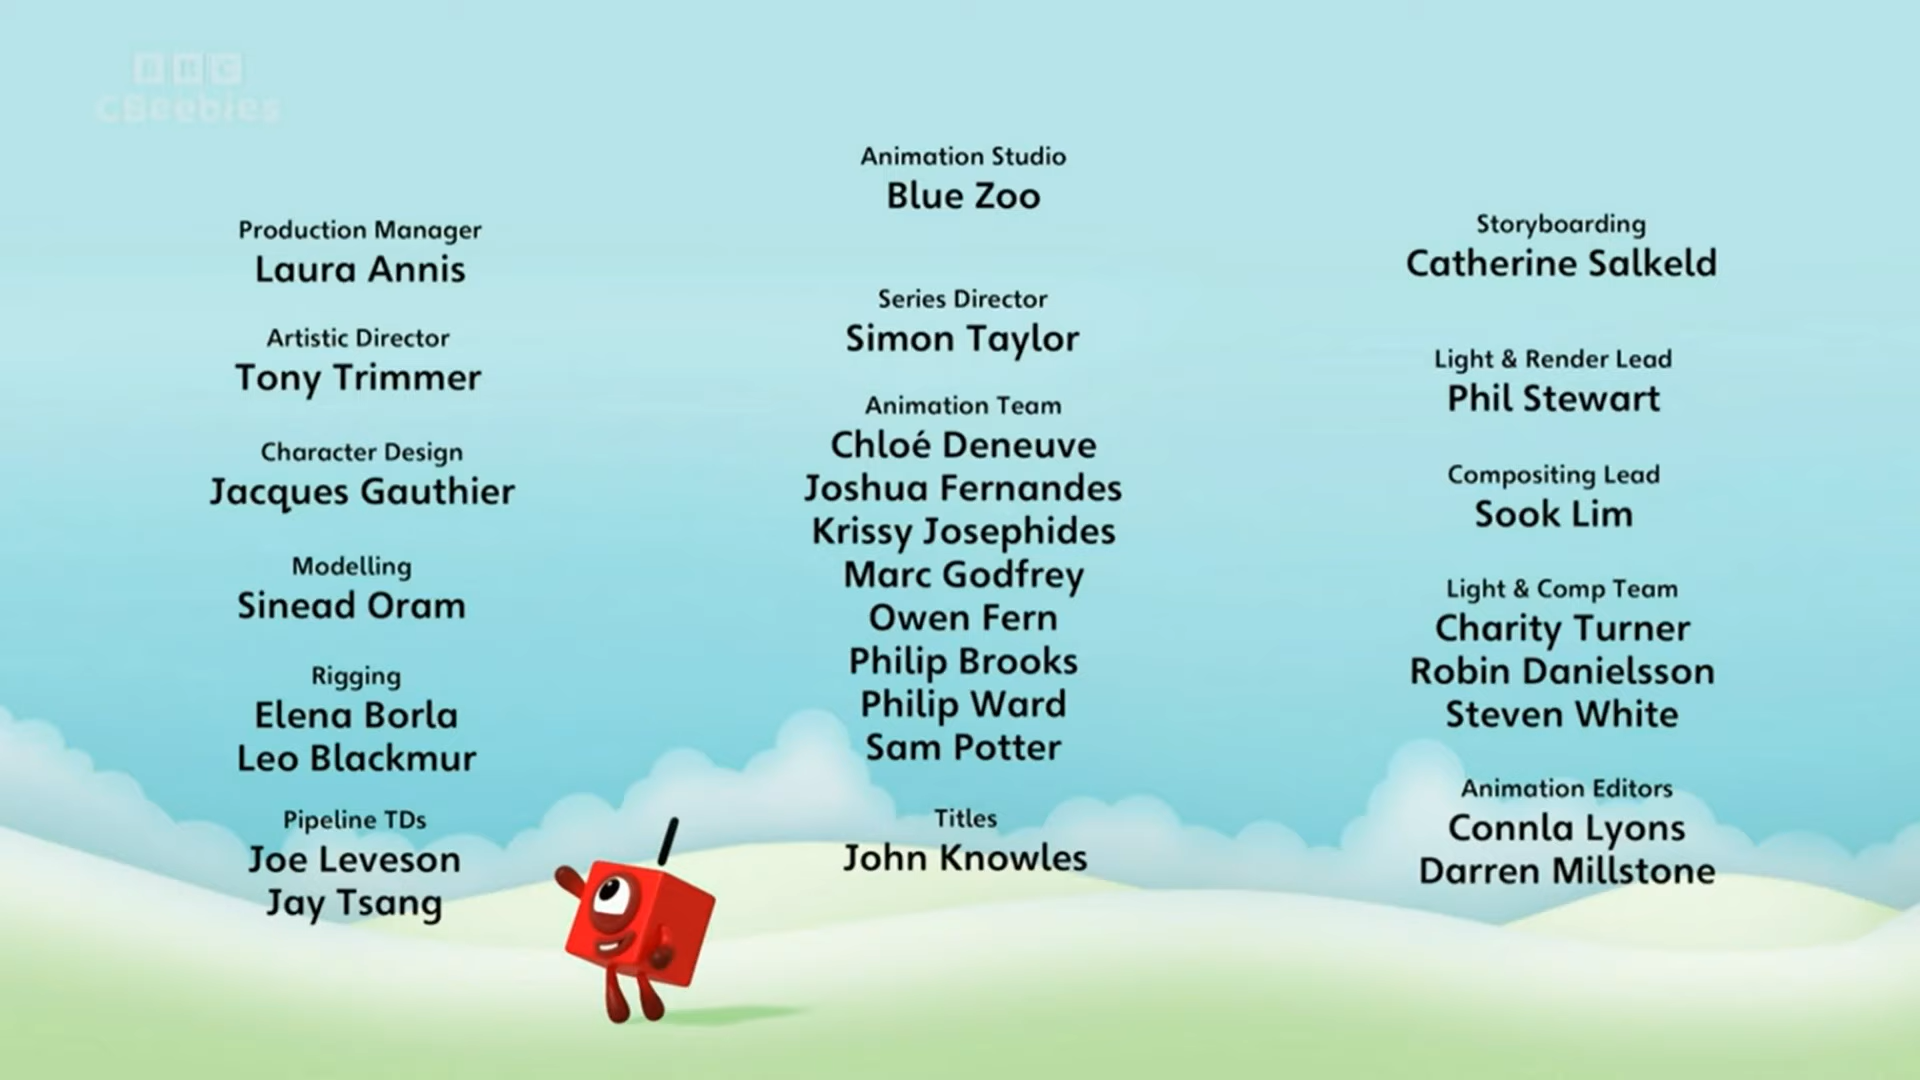 BBC
CBeebies
Production Manager
Laura Annis
Artistic Director
Tony Trimmer
Character Design
Jacques Gauthier
Modelling
Sinead Oram
Rigging
Elena Borla
Leo Blackmur
Pipeline TDs
Joe Leveson
Jay Tsang
Animation Studio
Blue Zoo
Series Director
Simon Taylor
Animation Team
Chloé Deneuve
Joshua Fernandes
Krissy Josephides
Marc Godfrey
Owen Fern
Philip Brooks
Philip Ward
Sam Potter
Titles
John Knowles
Storyboarding
Catherine Salkeld
Light & Render Lead
Phil Stewart
Compositing Lead
Sook Lim
Light & Comp Team
Charity Turner
Robin Danielsson
Steven White
Animation Editors
Connla Lyons
Darren Millstone